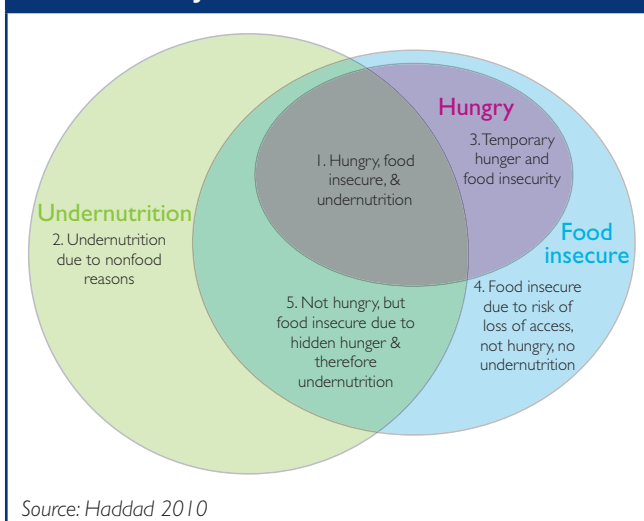 Hungry
3. Temporary
hunger and
food insecurity
1. Hungry, food
insecure, &
undernutrition
Undernutrition
2. Undernutrition
due to nonfood
reasons
Food
insecure
4. Food insecure
due to risk of
loss of access,
not hungry, no
undernutrition
5. Not hungry, but
food insecure due to
hidden hunger &
therefore
undernutrition
Source: Haddad 2010